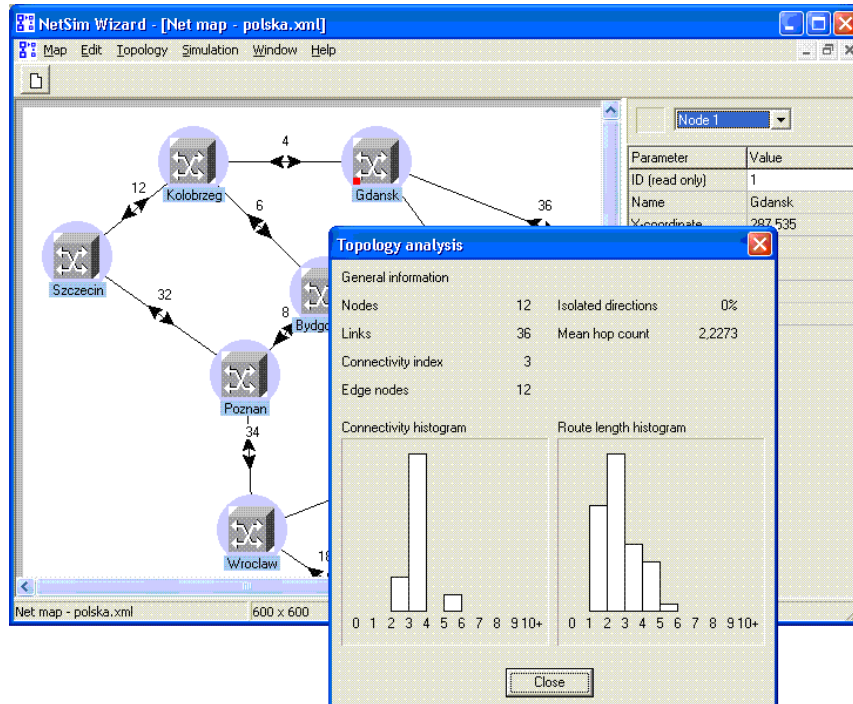 NetSim Wizard - [Net map - polska.xml]
Map Edit Topology Simulation Window Help
Node 1
Parameter Value
ID (read only) 1
Name Gdansk
X-coordinate 287,535
4
Kolobrzeg
Gdansk
12
6
36
Szczecin
32
8
Bydgo
Poznan
34
Wroclaw
18
Topology analysis
General information
Nodes 12 Isolated directions 0%
Links 36 Mean hop count 2,2273
Connectivity index 3
Edge nodes 12
Connectivity histogram Route length histogram
0 1 2 3 4 5 6 7 8 9 10+ 0 1 2 3 4 5 6 7 8 9 10+
Close
Net map - polska.xml 600 x 600